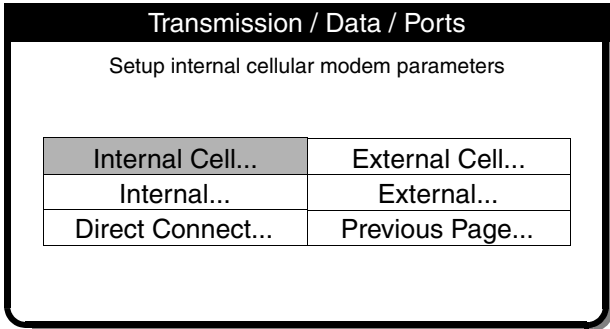 Transmission / Data / Ports
Setup internal cellular modem parameters
Internal Cell... External Cell...
Internal... External...
Direct Connect... Previous Page...